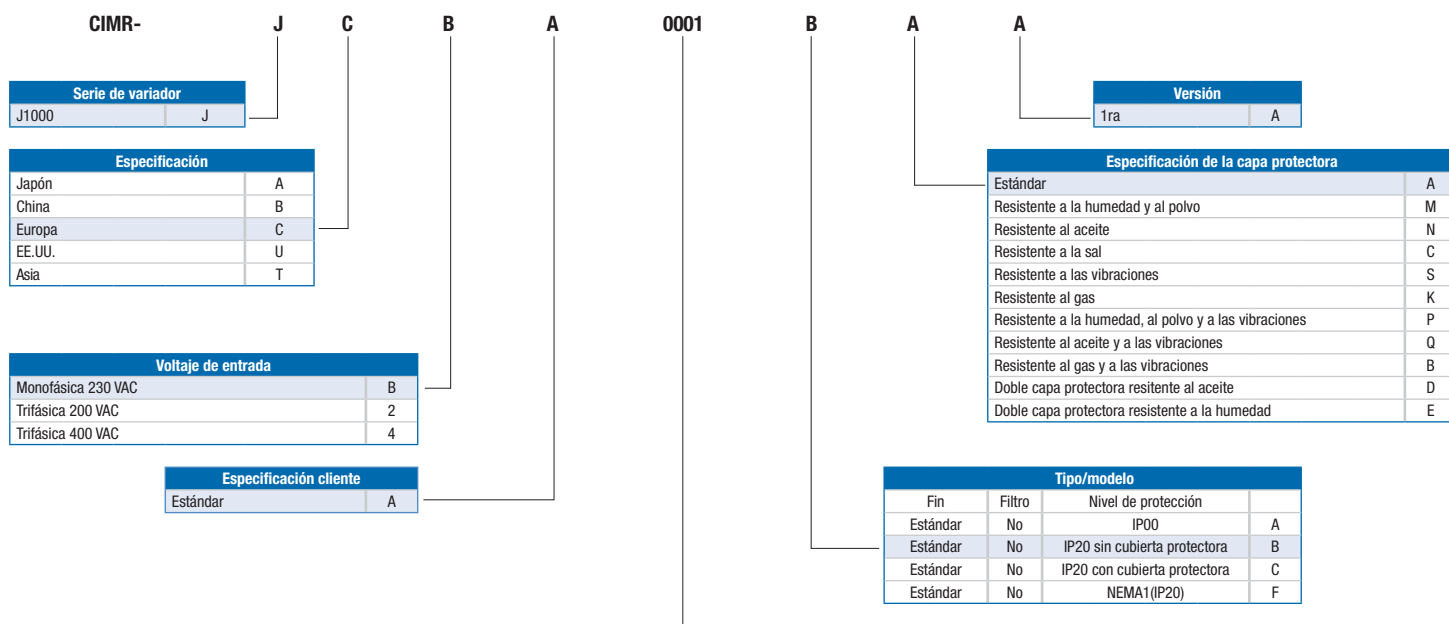 CIMR- J C B A 0001 B A A
Serie de variador
J1000 J
Especificación
Japón A
China B
Europa C
EE.UU. U
Asia T
Voltaje de entrada
Monofásica 230 VAC B
Trifásica 200 VAC 2
Trifásica 400 VAC 4
Especificación cliente
Estándar A
Versión
1ra A
Especificación de la capa protectora
Estándar A
Resistente a la humedad y al polvo M
Resistente al aceite N
Resistente a la sal C
Resistente a las vibraciones S
Resistente al gas K
Resistente a la humedad, al polvo y a las vibraciones P
Resistente al aceite y a las vibraciones Q
Resistente al gas y a las vibraciones B
Doble capa protectora resitente al aceite D
Doble capa protectora resistente a la humedad E
Tipo/modelo
Fin Filtro Nivel de protección
Estándar No IP00 A
Estándar No IP20 sin cubierta protectora B
Estándar No IP20 con cubierta protectora C
Estándar No NEMA1(IP20) F